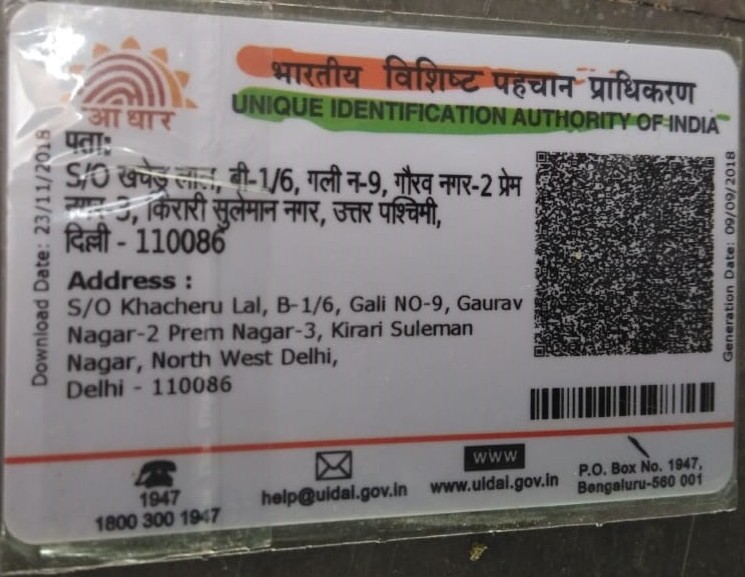 भारतीय विशिष्ट पहचान प्राधिकरण
UNIQUE IDENTIFICATION AUTHORITY OF INDIA
आधार
पता:
S/O खचेडू लाल, बी-1/6, गली न-9, गौरव नगर-2 प्रेम
नगर-3, किरारी सुलेमान नगर, उत्तर पश्चिमी,
दिल्ली - 110086
Address :
S/O Khacheru Lal, B-1/6, Gali NO-9, Gaurav
Nagar-2 Prem Nagar-3, Kirari Suleman
Nagar, North West Delhi,
Delhi - 110086
Download Date: 23/11/2018
Generation Date: 09/09/2018
1947
1800 300 1947
help@uidai.gov.in
www
www.uidai.gov.in
P.O. Box No. 1947,
Bengaluru-560 001